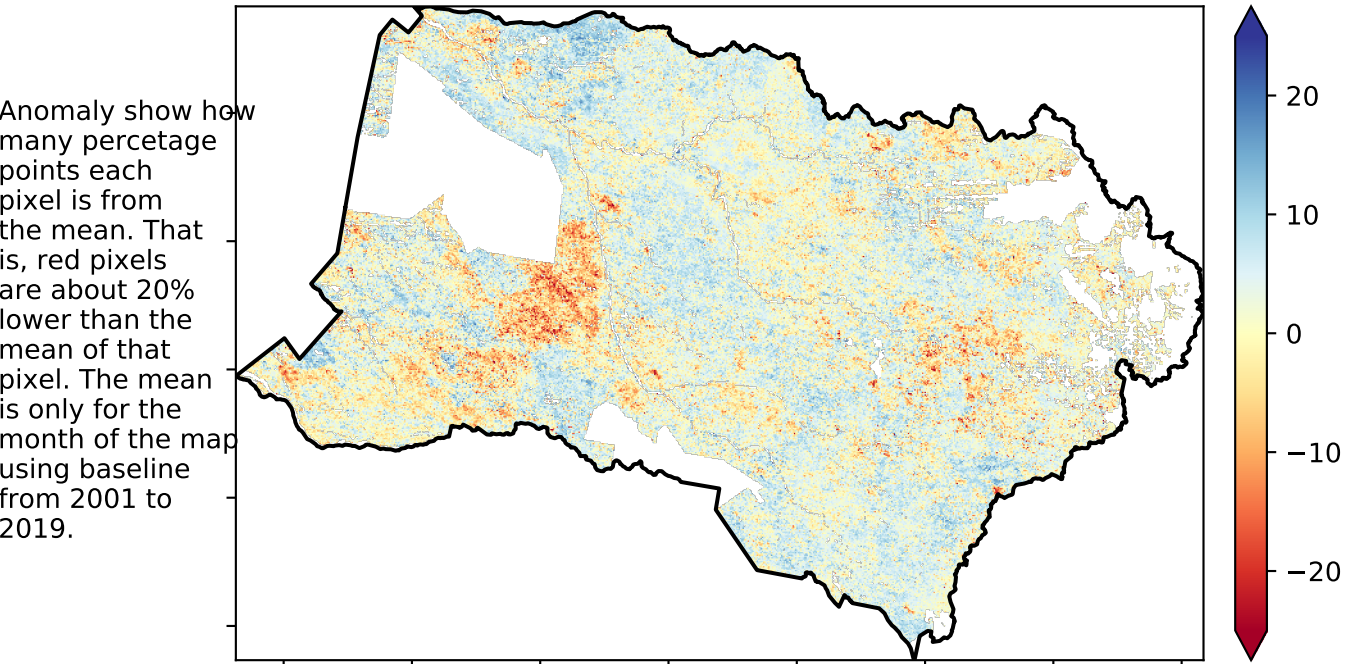 Anomaly show how
many percetage
points each
pixel is from
the mean. That
is, red pixels
are about 20%
lower than the
mean of that
pixel. The mean
is only for the
month of the map
using baseline
from 2001 to
2019.
20
10
0
−10
−20